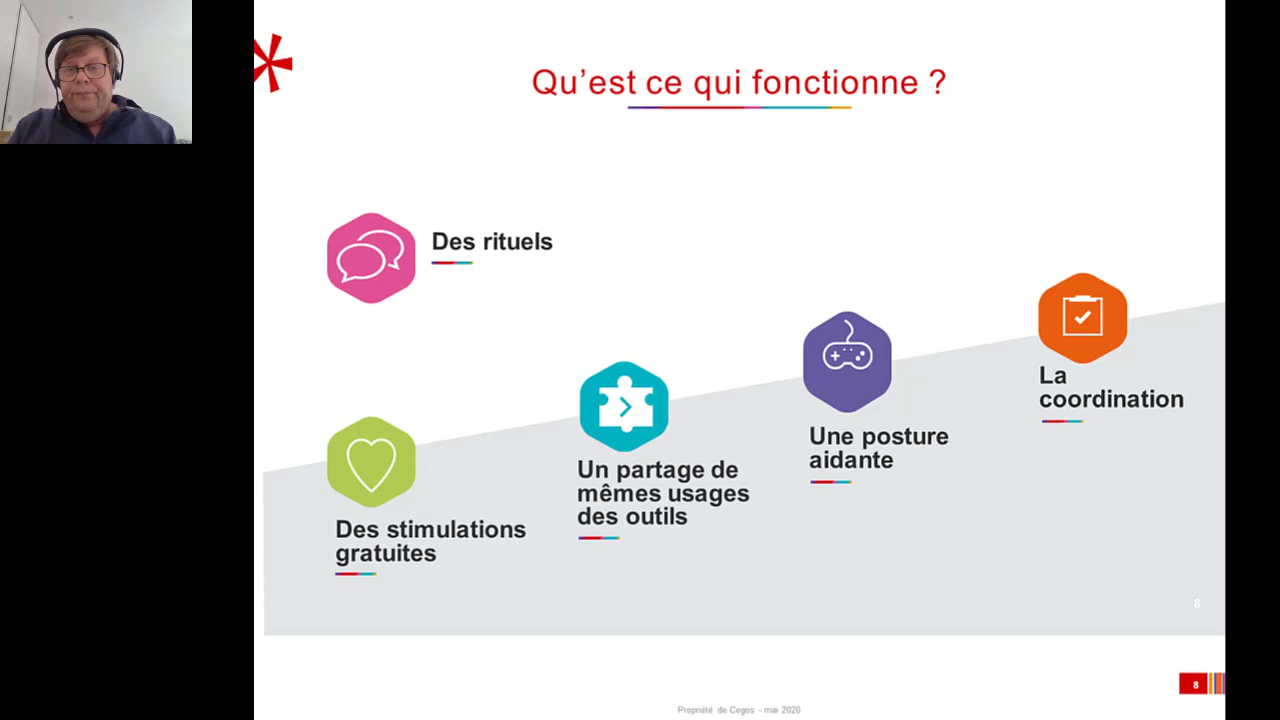 Qu’est ce qui fonctionne ?
Des rituels
Des stimulations
gratuites
Un partage de
mêmes usages
des outils
Une posture
aidante
La
coordination
8
8
Propriété de Cegos - mai 2020